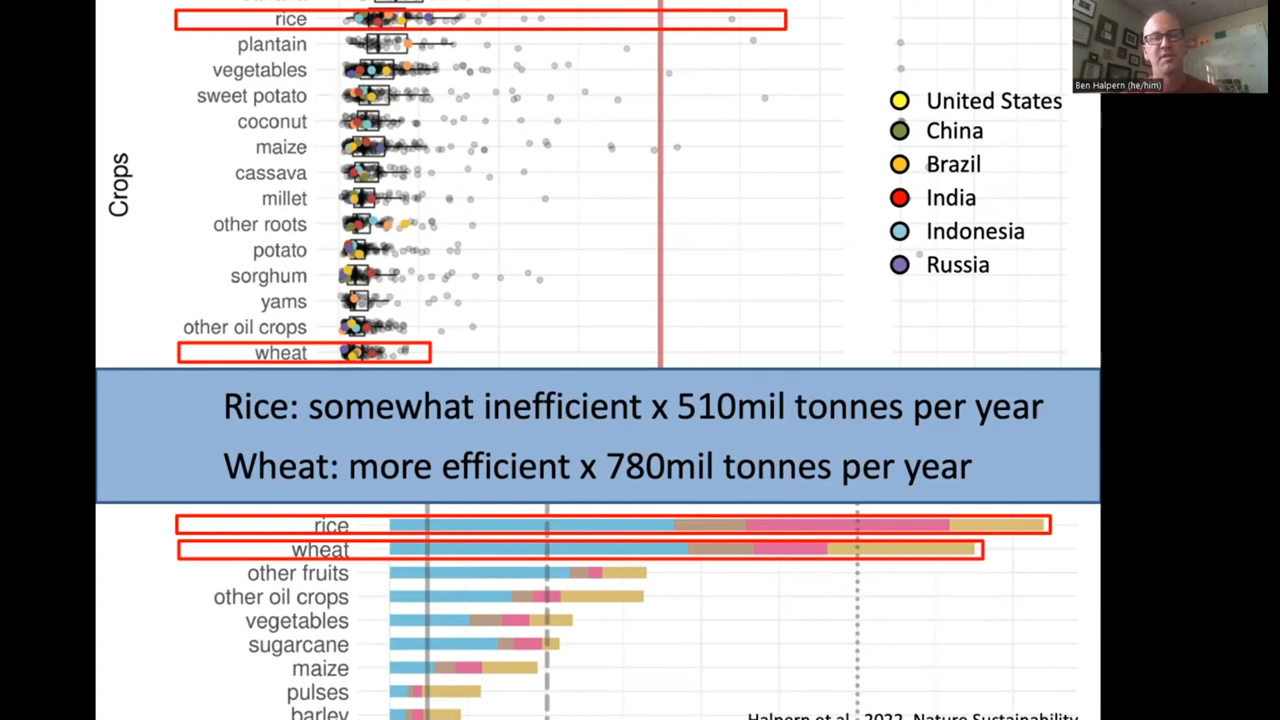 rice
plantain
vegetables
sweet potato
coconut
maize
cassava
millet
other roots
potato
sorghum
yams
other oil crops
wheat
Crops
United States
China
Brazil
India
Indonesia
Russia
Ben Halpern (he/him)
Rice: somewhat inefficient x 510mil tonnes per year
Wheat: more efficient x 780mil tonnes per year
rice
wheat
other fruits
other oil crops
vegetables
sugarcane
maize
pulses
barley
Halpern et al., 2022, Nature Sustainability